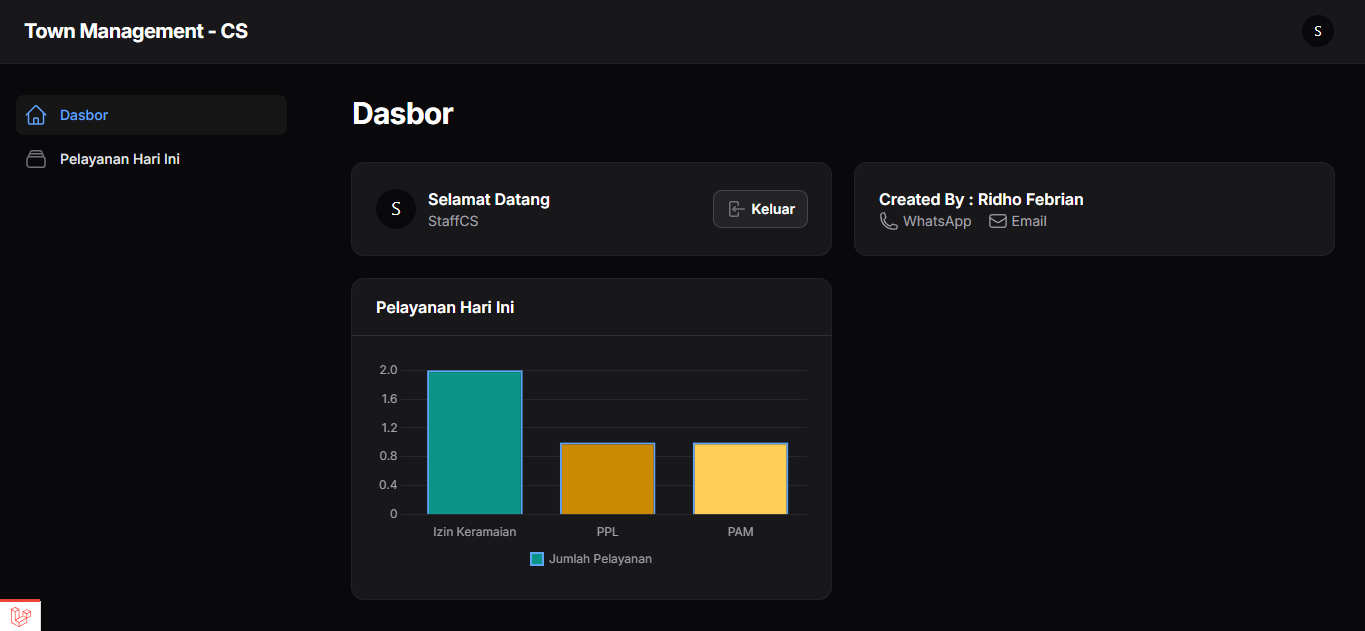 Town Management - CS
S
Dasbor
Pelayanan Hari Ini
Dasbor
S
Selamat Datang
StaffCS
Keluar
Created By : Ridho Febrian
WhatsApp Email
Pelayanan Hari Ini
2.0
1.6
1.2
0.8
0.4
0
Izin Keramaian PPL PAM
Jumlah Pelayanan